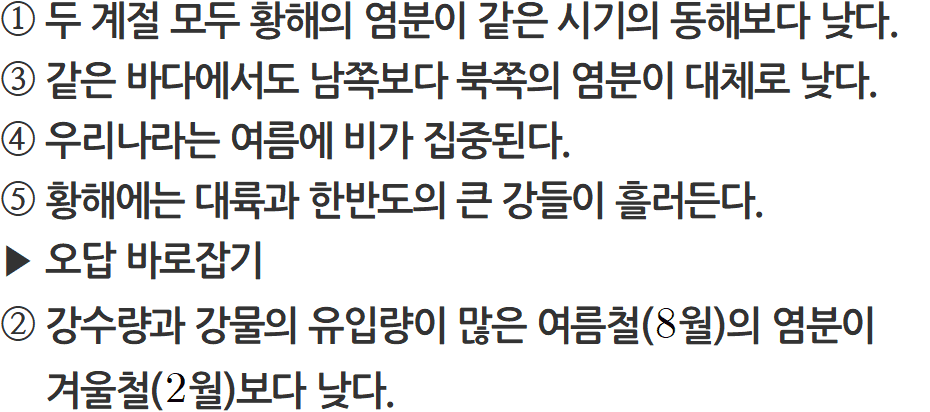 ① 두 계절 모두 황해의 염분이 같은 시기의 동해보다 낮다.
③ 같은 바다에서도 남쪽보다 북쪽의 염분이 대체로 낮다.
④ 우리나라는 여름에 비가 집중된다.
⑤ 황해에는 대륙과 한반도의 큰 강들이 흘러든다.
▶ 오답 바로잡기
② 강수량과 강물의 유입량이 많은 여름철(8월)의 염분이
겨울철(2월)보다 낮다.